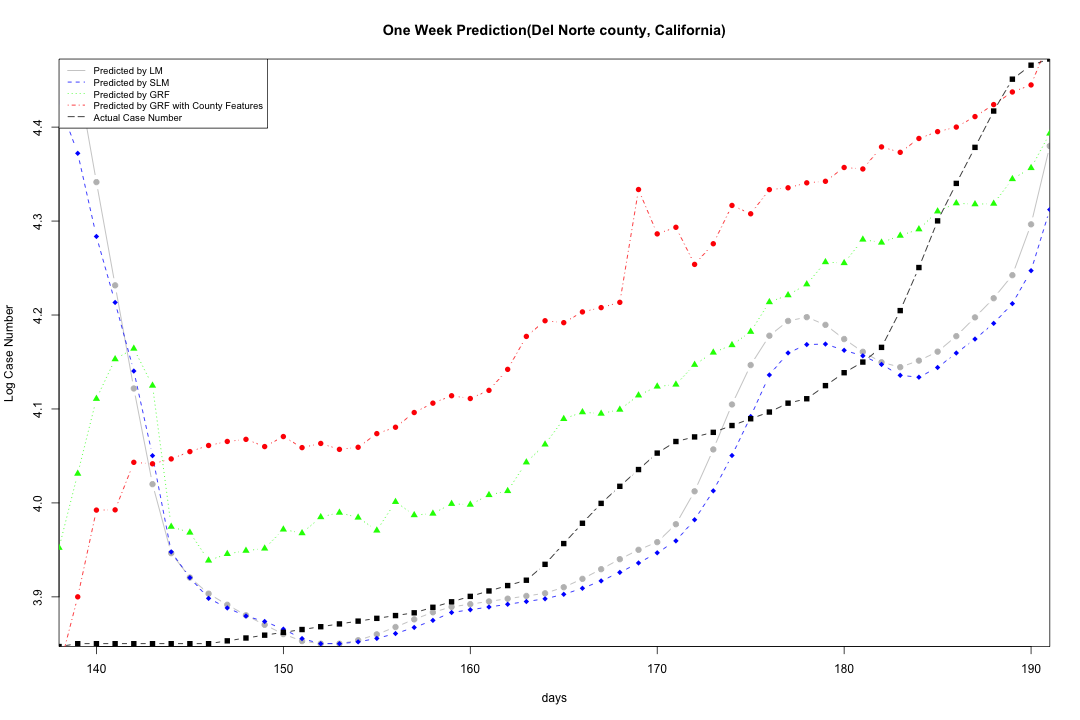 One Week Prediction(Del Norte county, California)
Predicted by LM
Predicted by SLM
Predicted by GRF
Predicted by GRF with County Features
Actual Case Number
Log Case Number
4.4
4.3
4.2
4.1
4.0
3.9
140 150 160 170 180 190
days